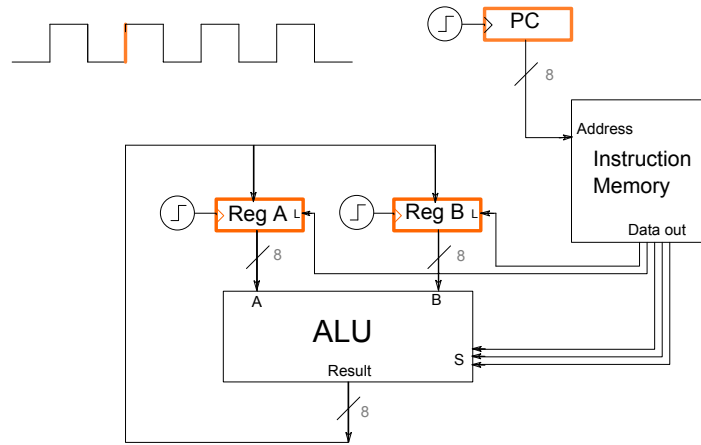 PC
8
Address
Instruction
Memory
Data out
Reg A L
Reg B L
8
8
A
B
ALU
S
Result
8